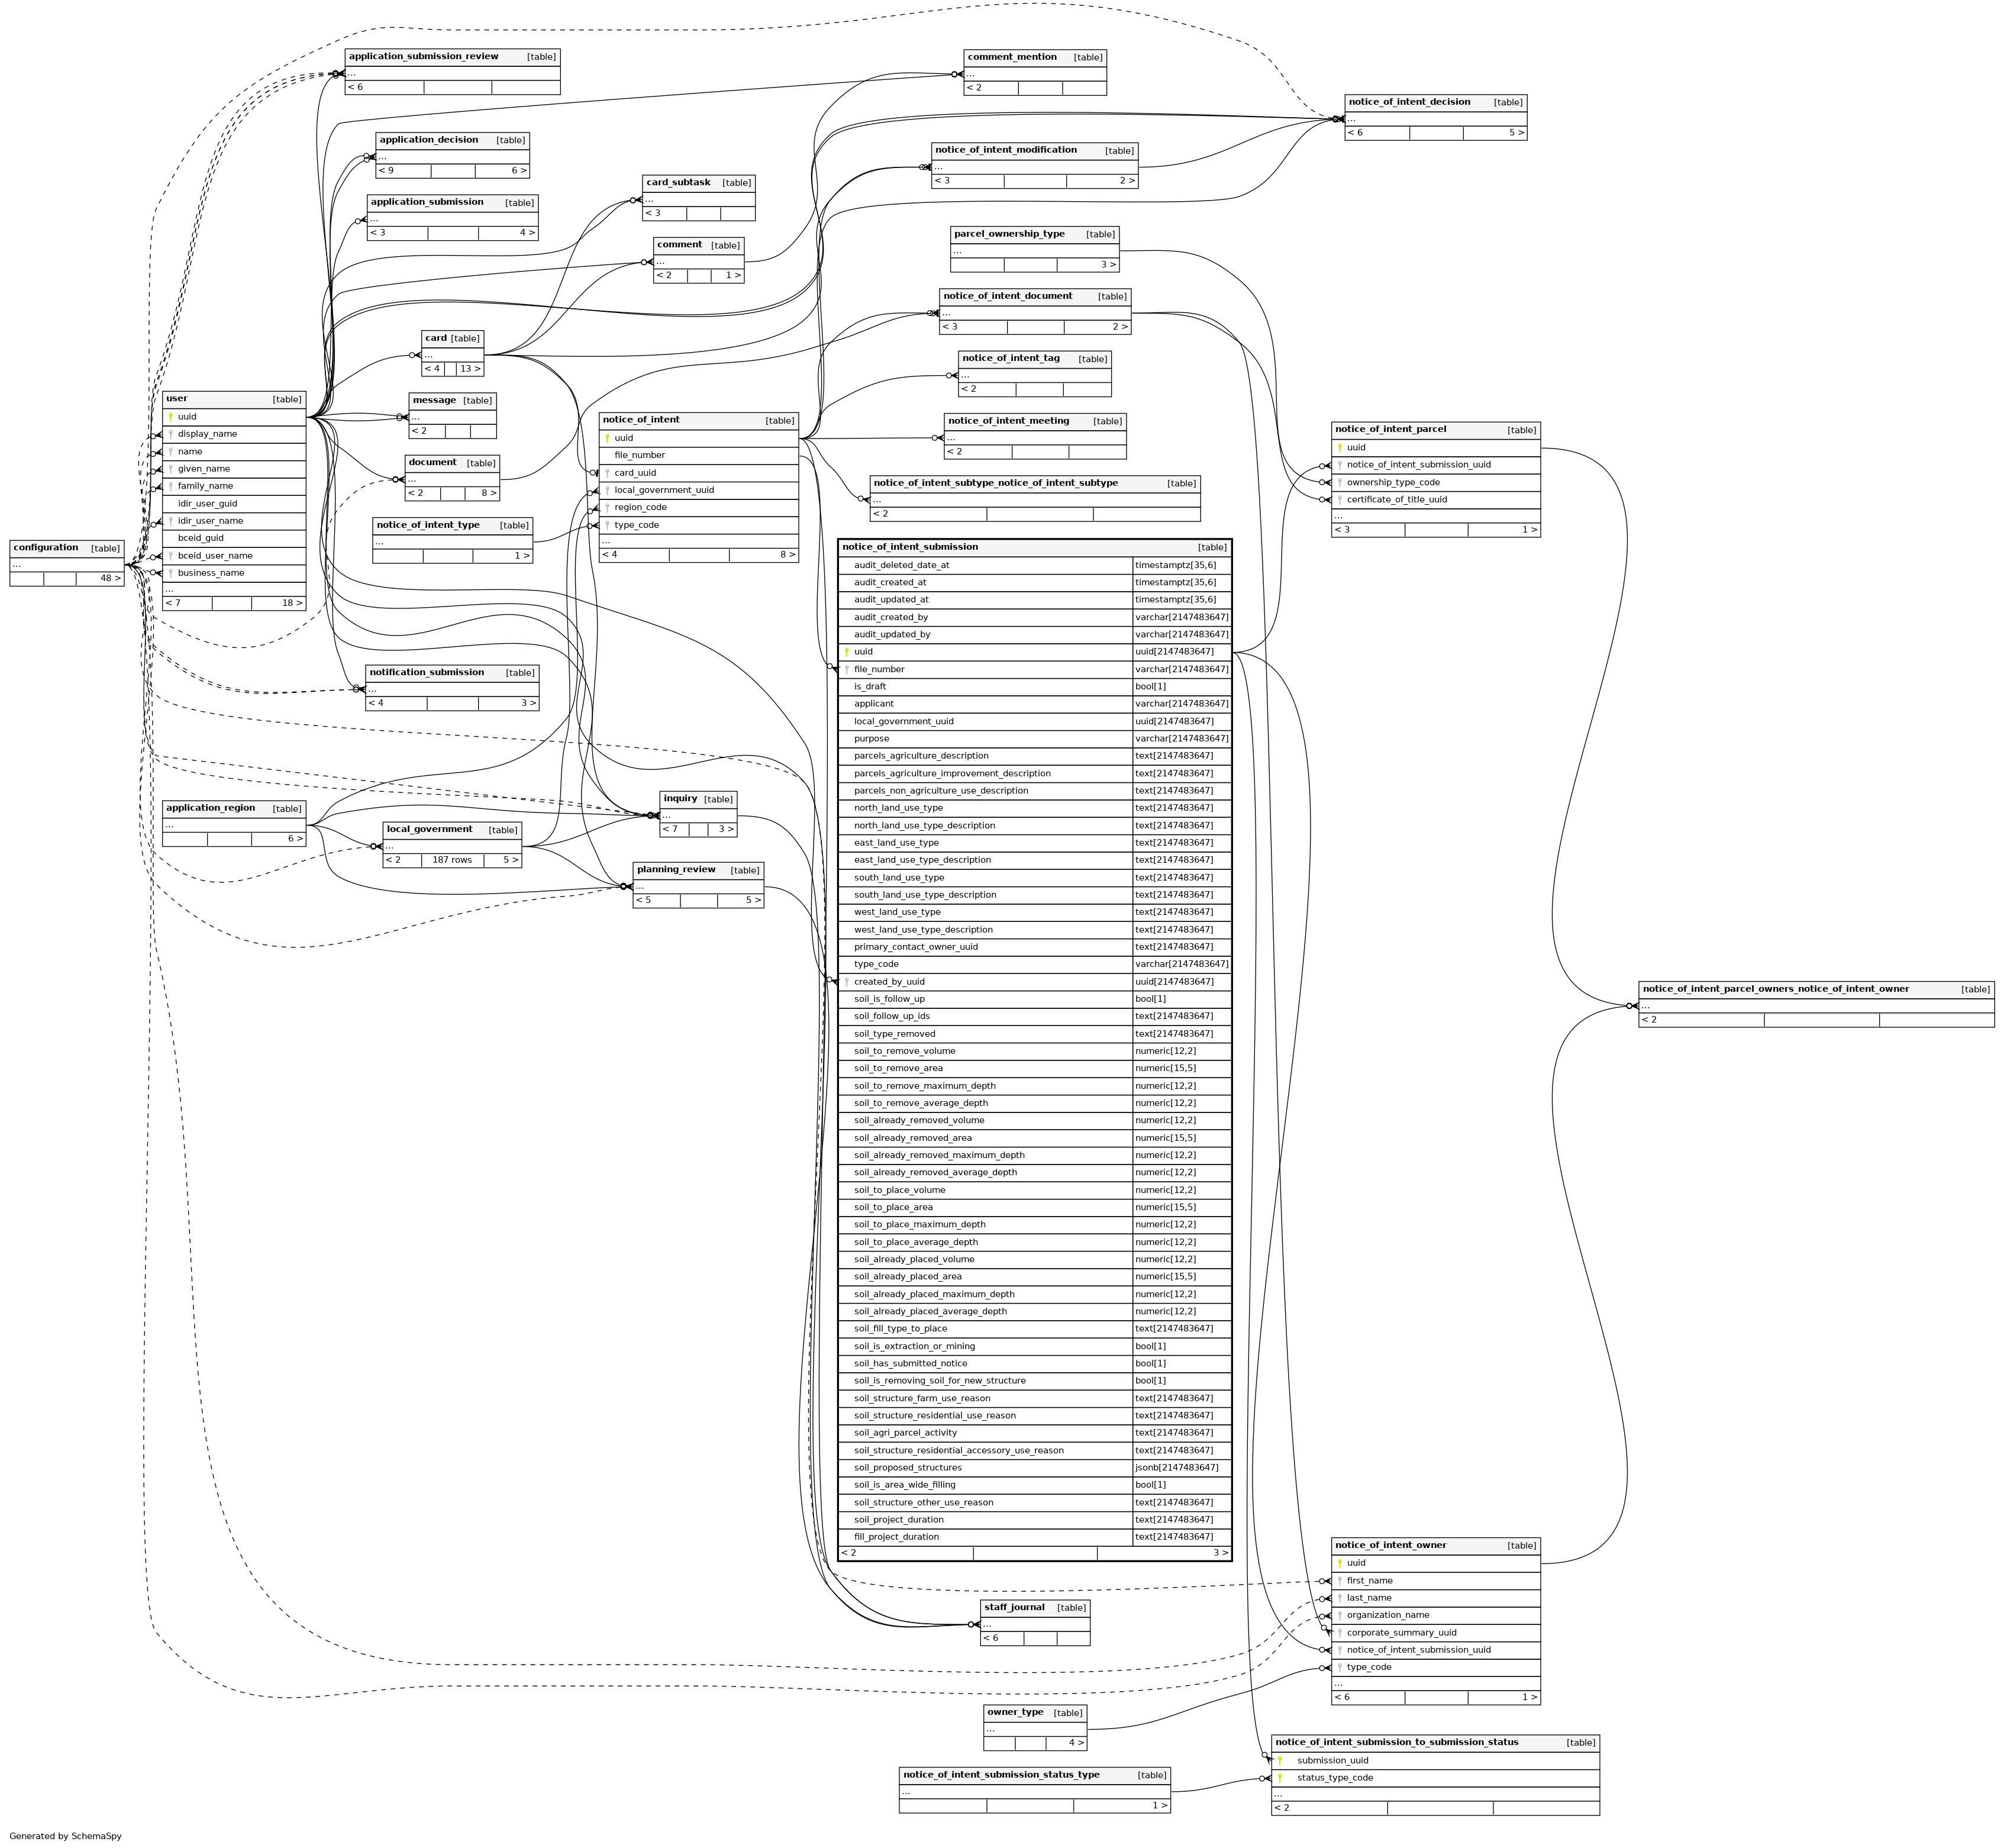 application_submission_review [table]
...
< 6
comment_mention [table]
...
< 2
notice_of_intent_decision [table]
...
< 6 5 >
application_decision [table]
...
< 9 6 >
notice_of_intent_modification [table]
...
< 3 2 >
card_subtask [table]
...
< 3
application_submission [table]
...
< 3 4 >
comment [table]
...
< 2 1 >
parcel_ownership_type [table]
...
3 >
notice_of_intent_document [table]
...
< 3 2 >
card [table]
...
< 4 13 >
notice_of_intent_tag [table]
...
< 2
user [table]
uuid
display_name
name
given_name
family_name
idir_user_guid
idir_user_name
bceid_guid
bceid_user_name
business_name
...
< 7 18 >
message [table]
...
< 2
notice_of_intent [table]
uuid
file_number
card_uuid
local_government_uuid
region_code
type_code
...
< 4 8 >
notice_of_intent_meeting [table]
...
< 2
notice_of_intent_parcel [table]
uuid
notice_of_intent_submission_uuid
ownership_type_code
certificate_of_title_uuid
...
< 3 1 >
document [table]
...
< 2 8 >
notice_of_intent_subtype_notice_of_intent_subtype [table]
...
< 2
notice_of_intent_type [table]
...
1 >
configuration [table]
...
48 >
notice_of_intent_submission [table]
audit_deleted_date_at timestamptz[35,6]
audit_created_at timestamptz[35,6]
audit_updated_at timestamptz[35,6]
audit_created_by varchar[2147483647]
audit_updated_by varchar[2147483647]
uuid uuid[2147483647]
file_number varchar[2147483647]
is_draft bool[1]
applicant varchar[2147483647]
local_government_uuid uuid[2147483647]
purpose varchar[2147483647]
parcels_agriculture_description text[2147483647]
parcels_agriculture_improvement_description text[2147483647]
parcels_non_agriculture_use_description text[2147483647]
north_land_use_type text[2147483647]
north_land_use_type_description text[2147483647]
east_land_use_type text[2147483647]
east_land_use_type_description text[2147483647]
south_land_use_type text[2147483647]
south_land_use_type_description text[2147483647]
west_land_use_type text[2147483647]
west_land_use_type_description text[2147483647]
primary_contact_owner_uuid text[2147483647]
type_code varchar[2147483647]
created_by_uuid uuid[2147483647]
soil_is_follow_up bool[1]
soil_follow_up_ids text[2147483647]
soil_type_removed text[2147483647]
soil_to_remove_volume numeric[12,2]
soil_to_remove_area numeric[15,5]
soil_to_remove_maximum_depth numeric[12,2]
soil_to_remove_average_depth numeric[12,2]
soil_already_removed_volume numeric[12,2]
soil_already_removed_area numeric[15,5]
soil_already_removed_maximum_depth numeric[12,2]
soil_already_removed_average_depth numeric[12,2]
soil_to_place_volume numeric[12,2]
soil_to_place_area numeric[15,5]
soil_to_place_maximum_depth numeric[12,2]
soil_to_place_average_depth numeric[12,2]
soil_already_placed_volume numeric[12,2]
soil_already_placed_area numeric[15,5]
soil_already_placed_maximum_depth numeric[12,2]
soil_already_placed_average_depth numeric[12,2]
soil_fill_type_to_place text[2147483647]
soil_is_extraction_or_mining bool[1]
soil_has_submitted_notice bool[1]
soil_is_removing_soil_for_new_structure bool[1]
soil_structure_farm_use_reason text[2147483647]
soil_structure_residential_use_reason text[2147483647]
soil_agri_parcel_activity text[2147483647]
soil_structure_residential_accessory_use_reason text[2147483647]
soil_proposed_structures jsonb[2147483647]
soil_is_area_wide_filling bool[1]
soil_structure_other_use_reason text[2147483647]
soil_project_duration text[2147483647]
fill_project_duration text[2147483647]
< 2 3 >
notification_submission [table]
...
< 4 3 >
application_region [table]
...
6 >
inquiry [table]
...
< 7 3 >
local_government [table]
...
< 2 187 rows 5 >
planning_review [table]
...
< 5 5 >
notice_of_intent_parcel_owners_notice_of_intent_owner [table]
...
< 2
notice_of_intent_owner [table]
uuid
first_name
last_name
organization_name
corporate_summary_uuid
notice_of_intent_submission_uuid
type_code
...
< 6 1 >
staff_journal [table]
...
< 6
owner_type [table]
...
4 >
notice_of_intent_submission_to_submission_status [table]
submission_uuid
status_type_code
...
< 2
notice_of_intent_submission_status_type [table]
...
1 >
Generated by SchemaSpy